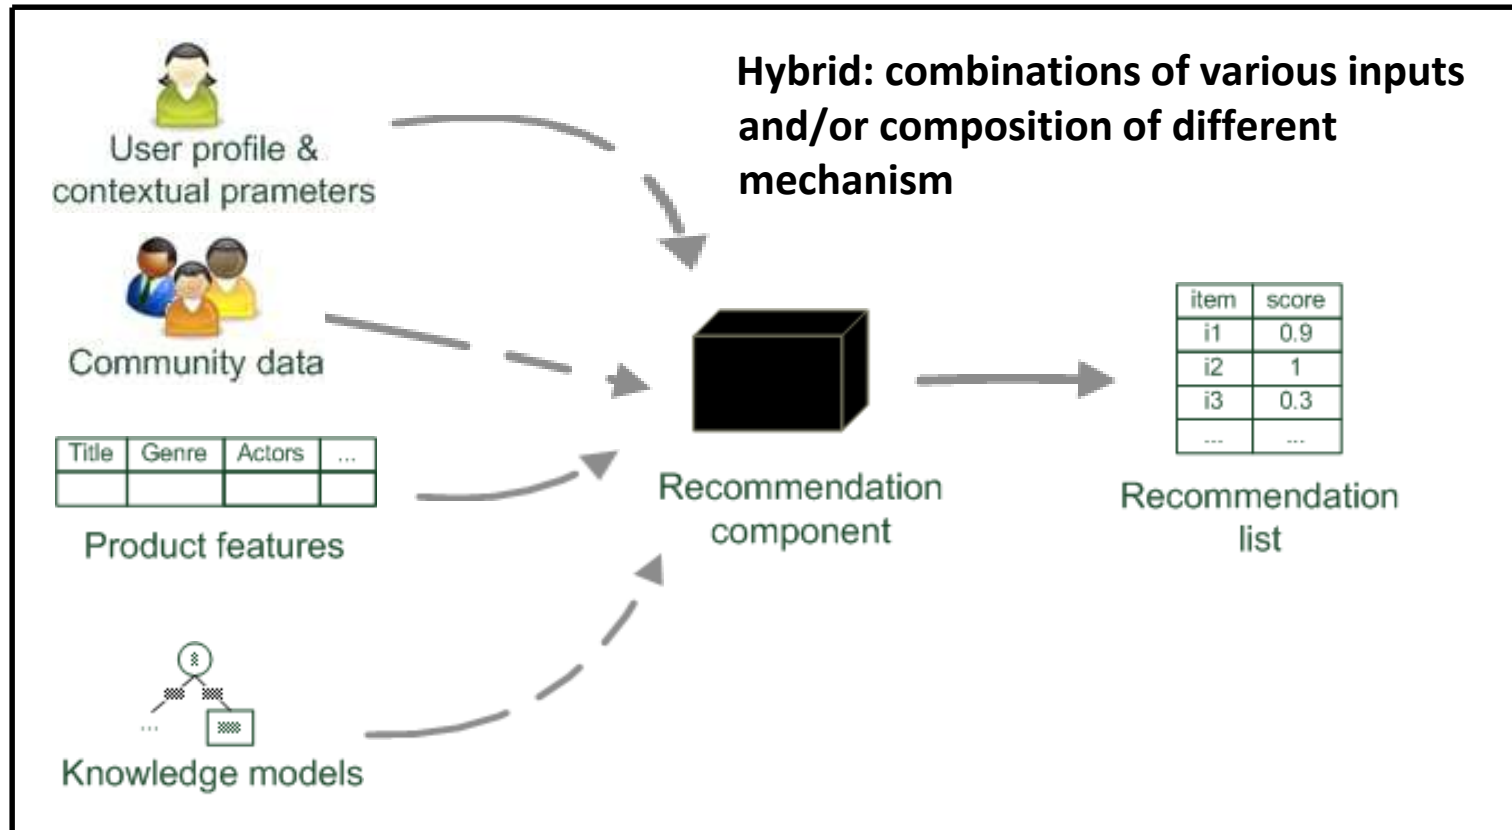 Hybrid: combinations of various inputs
and/or composition of different
mechanism
User profile &
contextual prameters
Community data
Title Genre Actors ...
Product features
...
Knowledge models
Recommendation
component
item score
i1 0.9
i2 1
i3 0.3
... ...
Recommendation
list